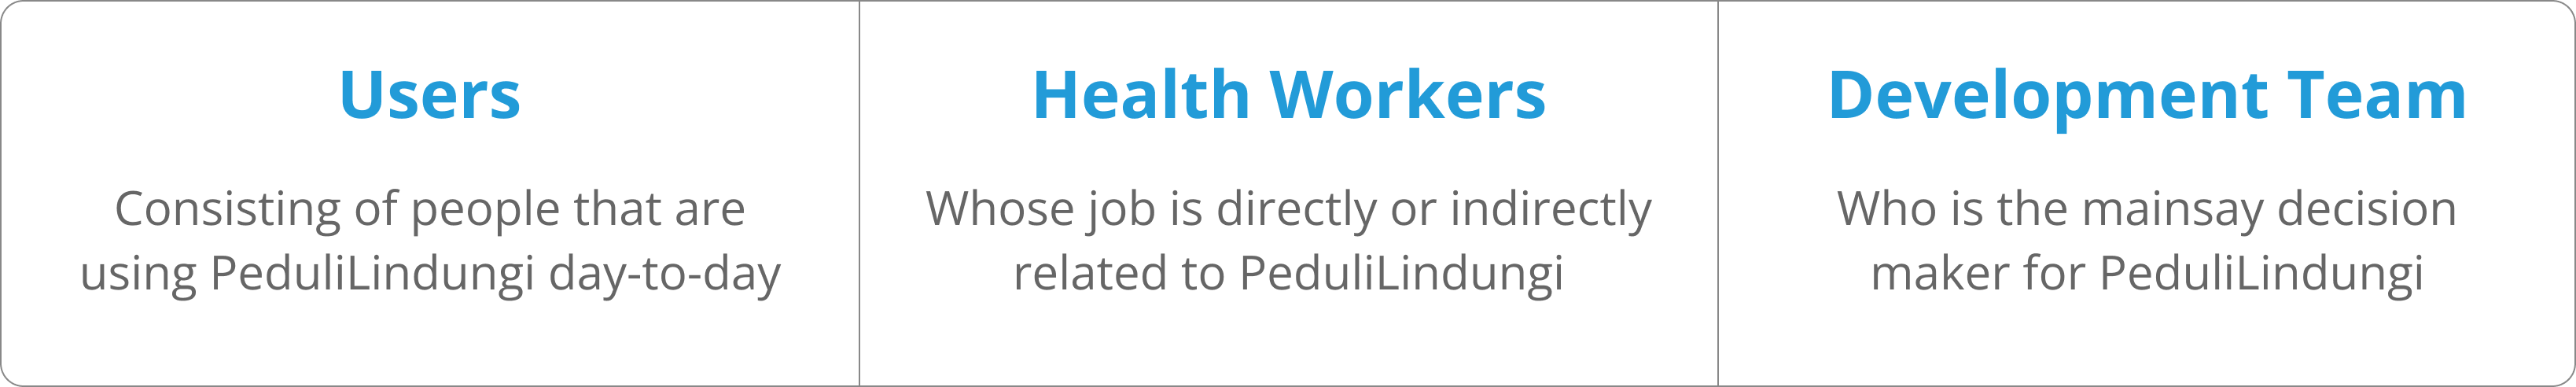 Users
Consisting of people that are
using PeduliLindungi day-to-day
Health Workers
Whose job is directly or indirectly
related to PeduliLindungi
Development Team
Who is the mainsay decision
maker for PeduliLindungi